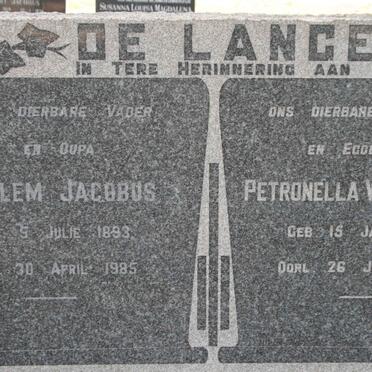 JACOBUS
SUSANNA LOUISA MAGDALENA
DE LANGE
IN TERE HERINNERING AAN
DIERBARE VADER
EN OUPA
LEM JACOBUS
5 JULIE 1893
30 APRIL 1985
ONS DIERBARE
EN
PETRONELLA
GEB 15 JA
OORL 26 J